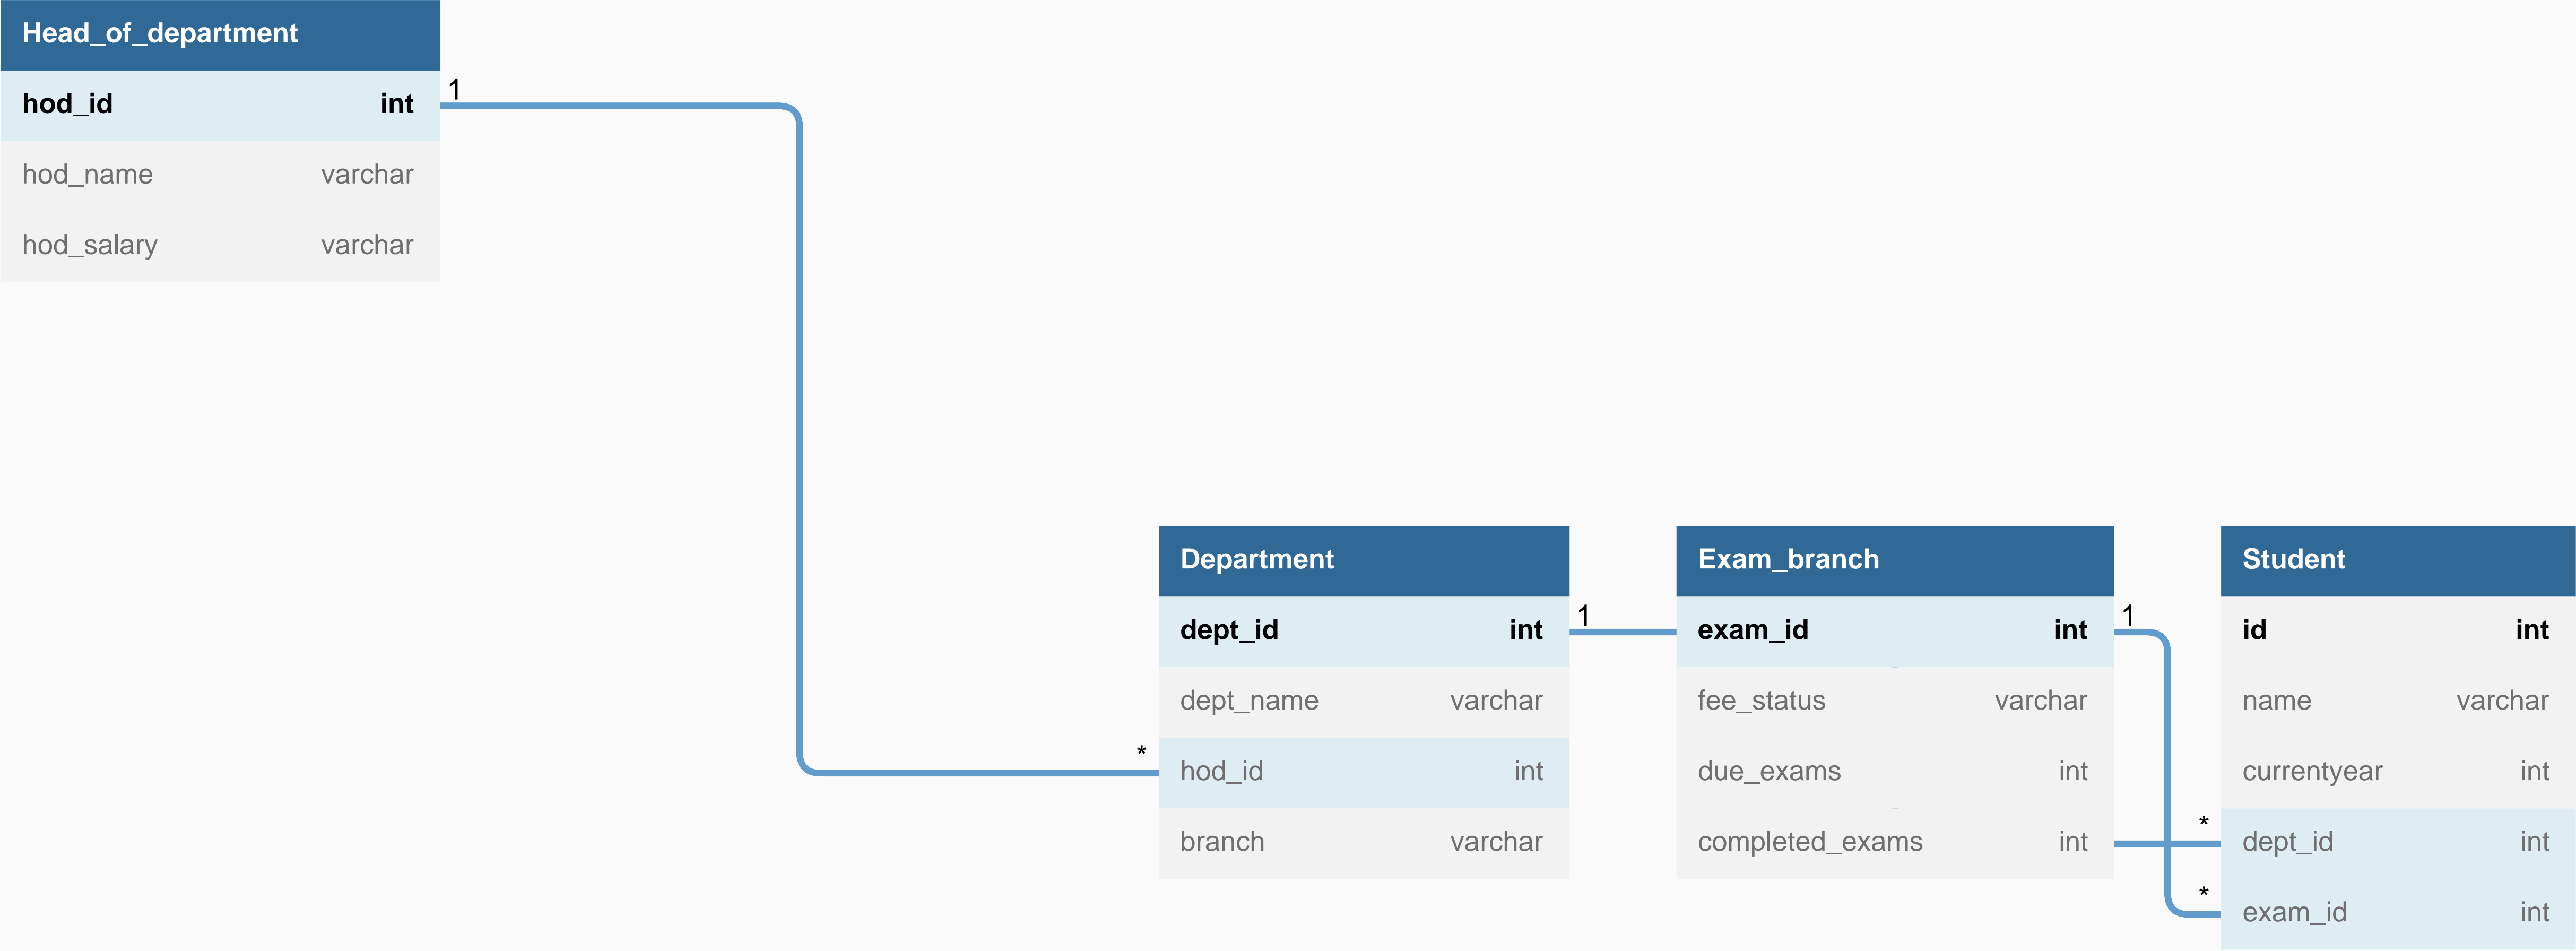 Head_of_department
hod_id int
1
hod_name varchar
hod_salary varchar
Department
dept_id int
1
dept_name varchar
*
hod_id int
branch varchar
Exam_branch
exam_id int
1
fee_status varchar
due_exams int
completed_exams int
Student
id int
name varchar
currentyear int
*
dept_id int
*
exam_id int